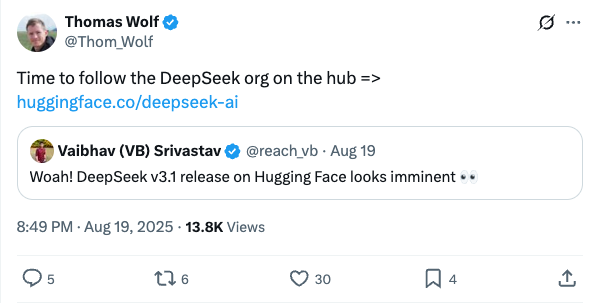 Thomas Wolf
@Thom_Wolf
Time to follow the DeepSeek org on the hub =>
huggingface.co/deepseek-ai
Vaibhav (VB) Srivastav @reach_vb · Aug 19
Woah! DeepSeek v3.1 release on Hugging Face looks imminent 👀
8:49 PM · Aug 19, 2025 · 13.8K Views
5 6 30 4